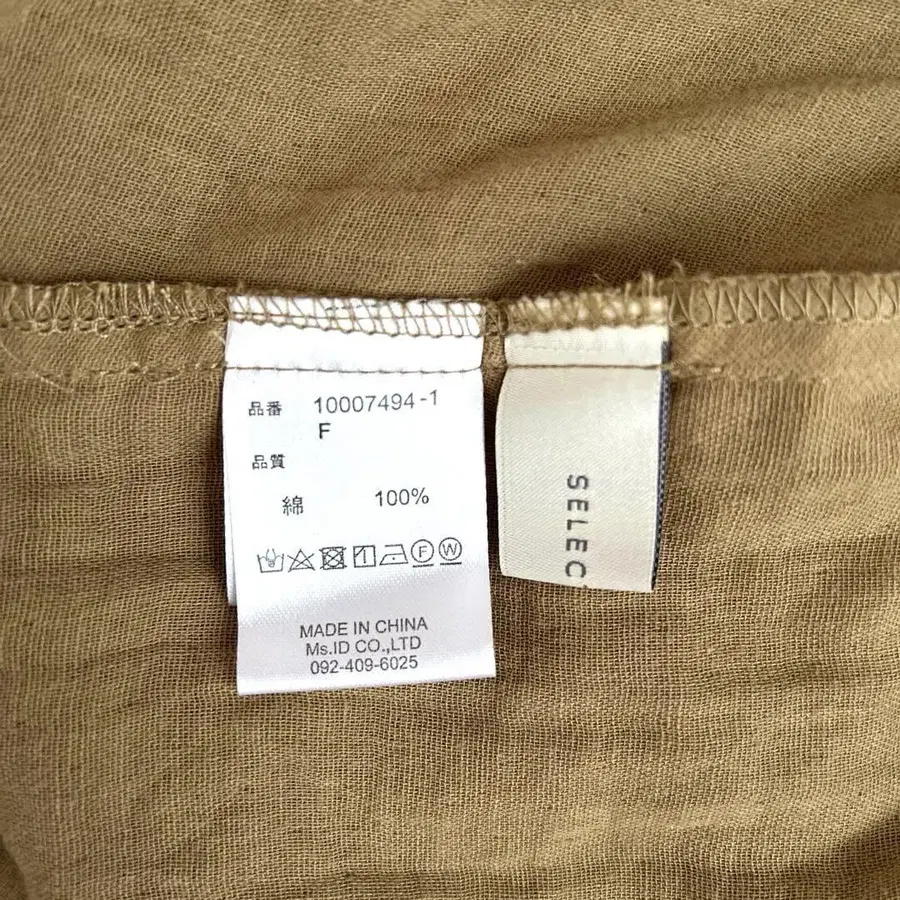 品番 10007494-1
F
品質
綿 100%
F W
MADE IN CHINA
Ms.ID CO.,LTD
092-409-6025
SELEC